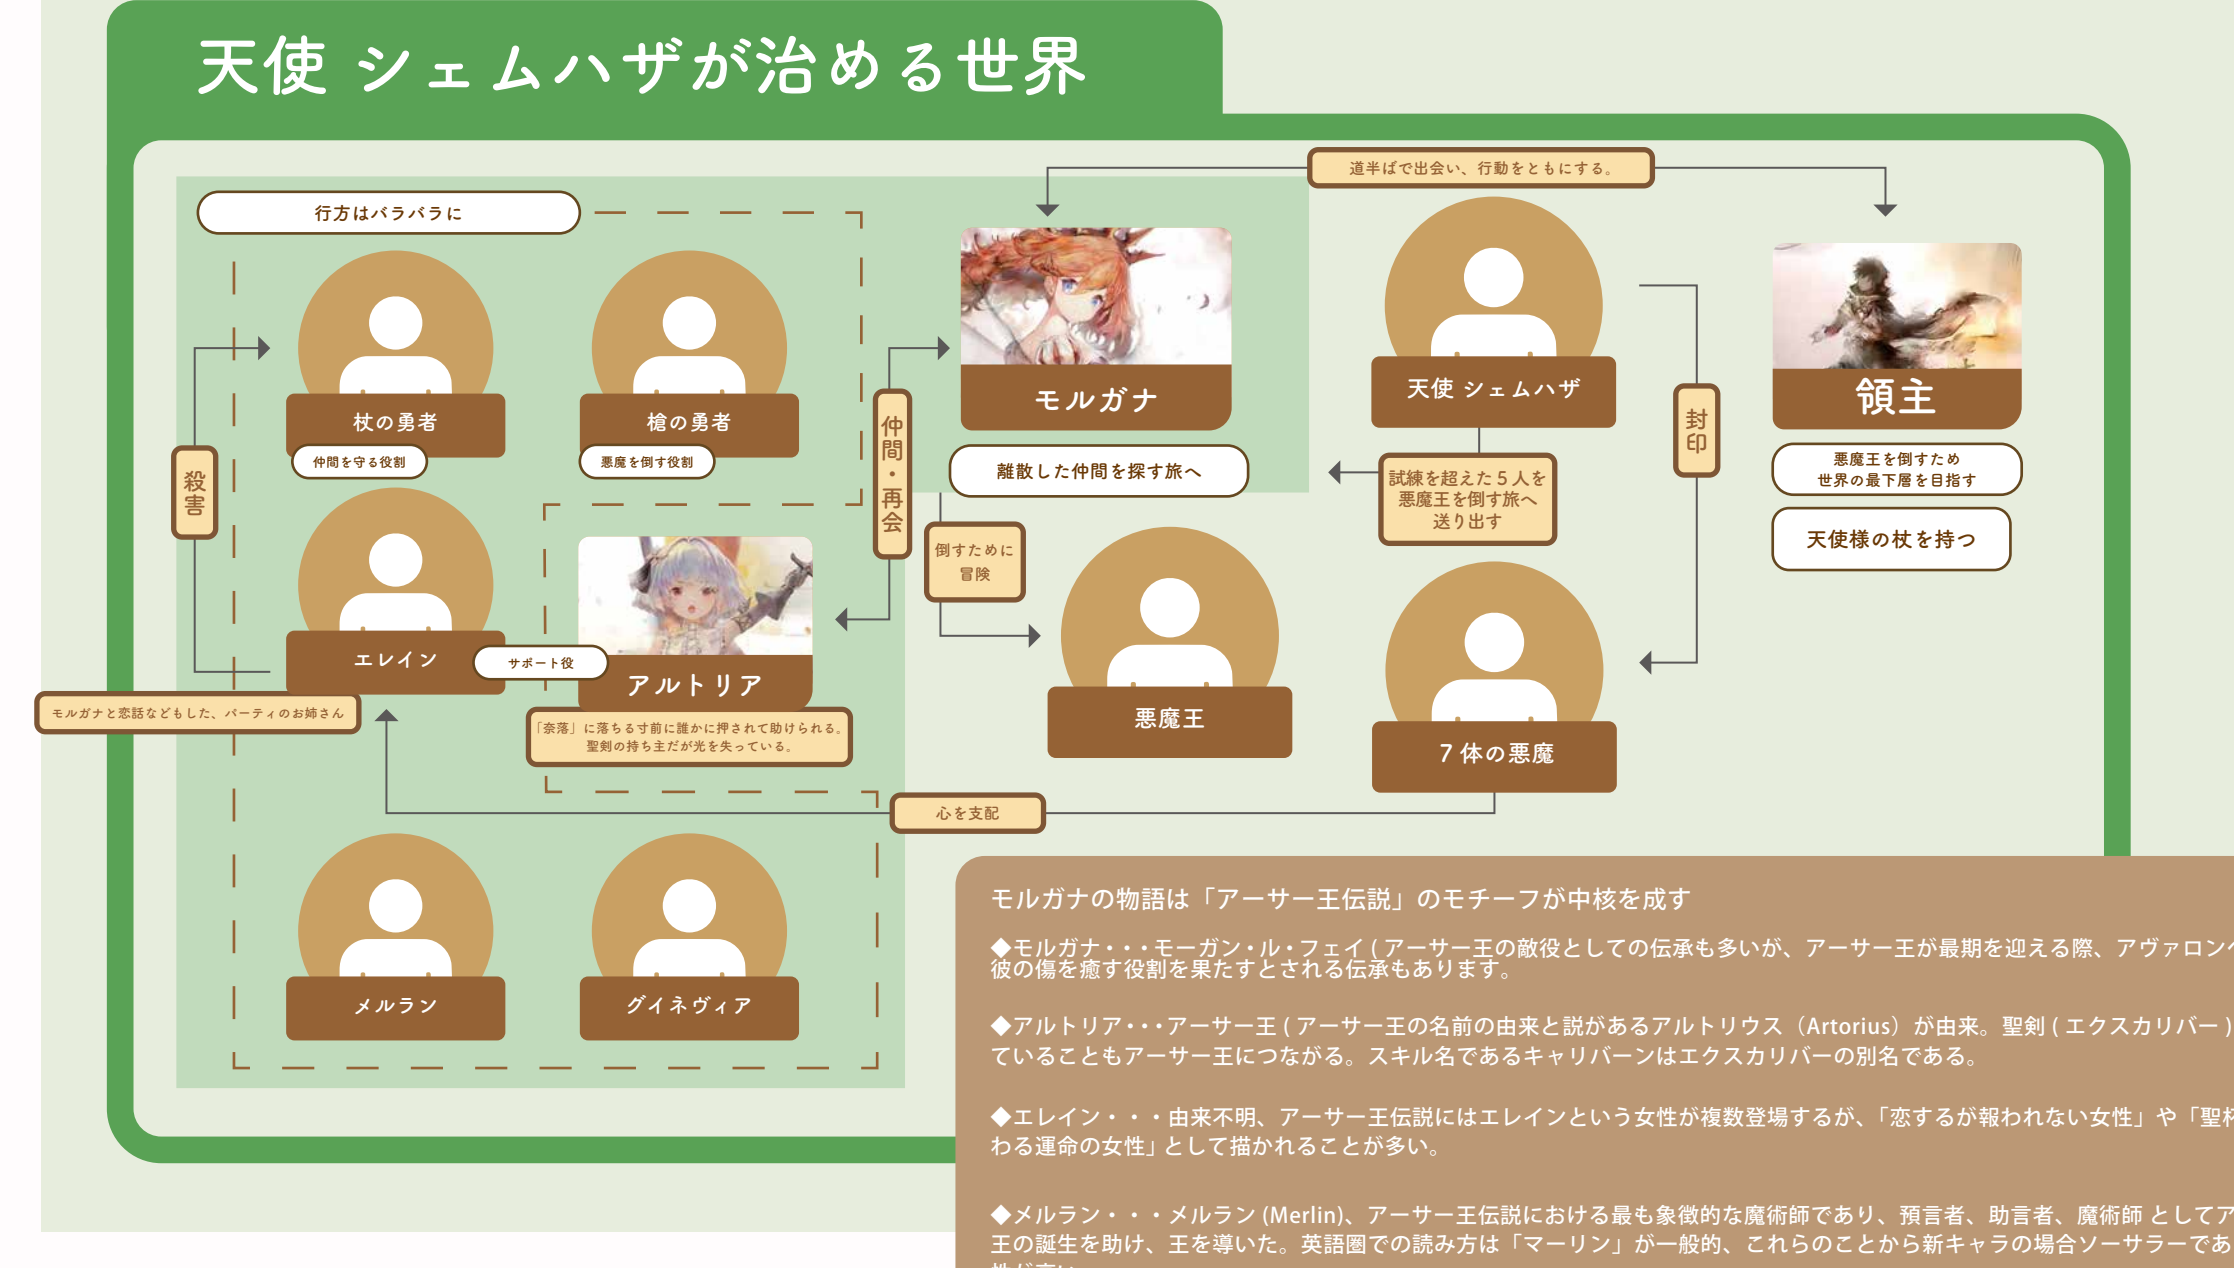 天使 シェムハザが治める世界
道半ばで出会い、行動をともにする。
行方はバラバラに
杖の勇者
仲間を守る役割
槍の勇者
悪魔を倒す役割
殺害
エレイン
サポート役
モルガナと恋話などもした、パーティのお姉さん
アルトリア
「奈落」に落ちる寸前に誰かに押されて助けられる。
聖剣の持ち主だが光を失っている。
メルラン
グイネヴィア
仲間・再会
モルガナ
離散した仲間を探す旅へ
倒すために
冒険
悪魔王
天使 シェムハザ
試練を超えた５人を
悪魔王を倒す旅へ
送り出す
封印
7 体の悪魔
心を支配
領主
悪魔王を倒すため
世界の最下層を目指す
天使様の杖を持つ
モルガナの物語は「アーサー王伝説」のモチーフが中核を成す
◆モルガナ・・・モーガン・ル・フェイ ( アーサー王の敵役としての伝承も多いが、アーサー王が最期を迎える際、アヴァロンへ
彼の傷を癒す役割を果たすとされる伝承もあります。
◆アルトリア・・・アーサー王 ( アーサー王の名前の由来と説があるアルトリウス（Artorius）が由来。聖剣 ( エクスカリバー )
ていることもアーサー王につながる。スキル名であるキャリバーンはエクスカリバーの別名である。
◆エレイン・・・由来不明、アーサー王伝説にはエレインという女性が複数登場するが、「恋するが報われない女性」や「聖杯
わる運命の女性」として描かれることが多い。
◆メルラン・・・メルラン (Merlin)、アーサー王伝説における最も象徴的な魔術師であり、預言者、助言者、魔術師 としてア
王の誕生を助け、王を導いた。英語圏での読み方は「マーリン」が一般的、これらのことから新キャラの場合ソーサラーであ